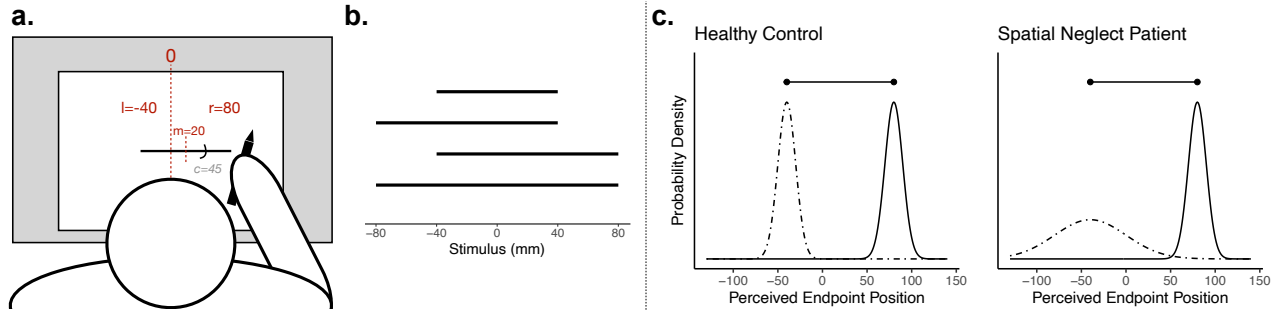 a.
0
l=-40 r=80
m=20
c=45
b.
−80 −40 0 40 80
Stimulus (mm)
c.
Healthy Control
Probability Density
−100 −50 0 50 100 150
Perceived Endpoint Position
Spatial Neglect Patient
−100 −50 0 50 100 150
Perceived Endpoint Position